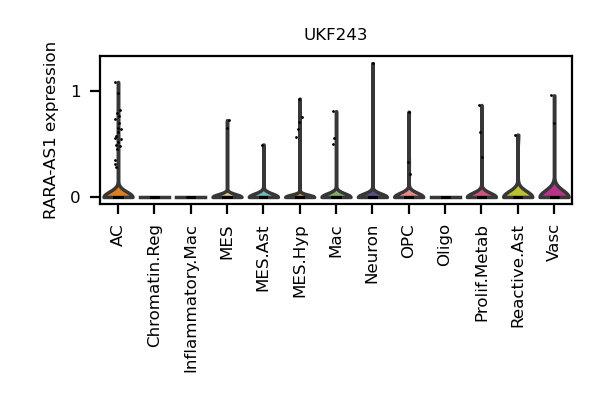 UKF243
RARA-AS1 expression
1
0
AC
Chromatin.Reg
Inflammatory.Mac
MES
MES.Ast
MES.Hyp
Mac
Neuron
OPC
Oligo
Prolif.Metab
Reactive.Ast
Vasc